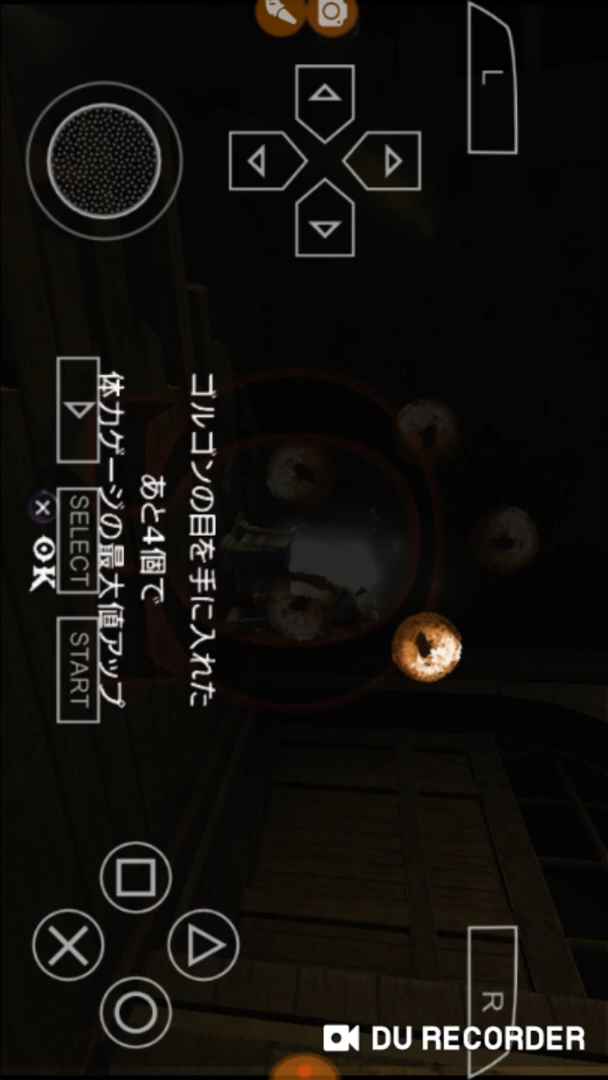 L
ゴルゴンの目を手に入れた
あと4個で
体力ゲージの最大値アップ
SELECT
START
OK
R
DU RECORDER